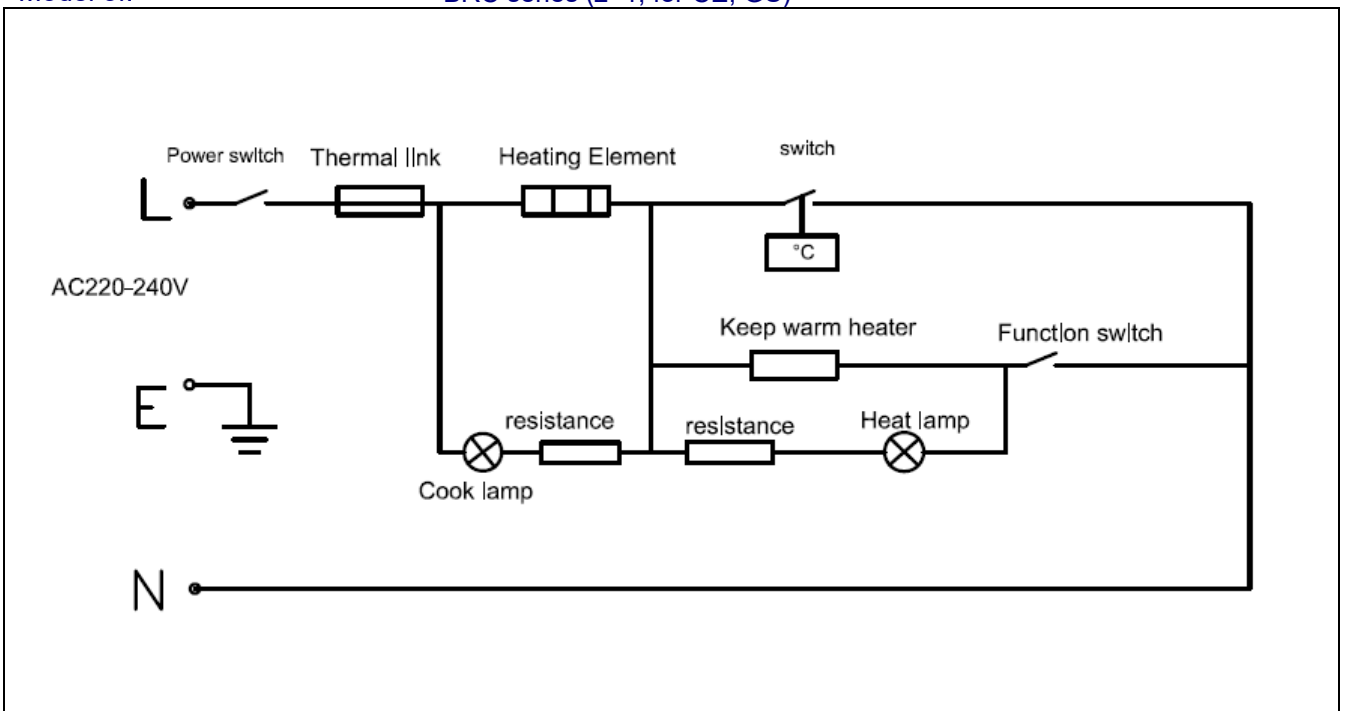 Power switch
Thermal link
Heating Element
switch
L
°C
AC220-240V
Keep warm heater
Function switch
E
resistance
resistance
Heat lamp
Cook lamp
N